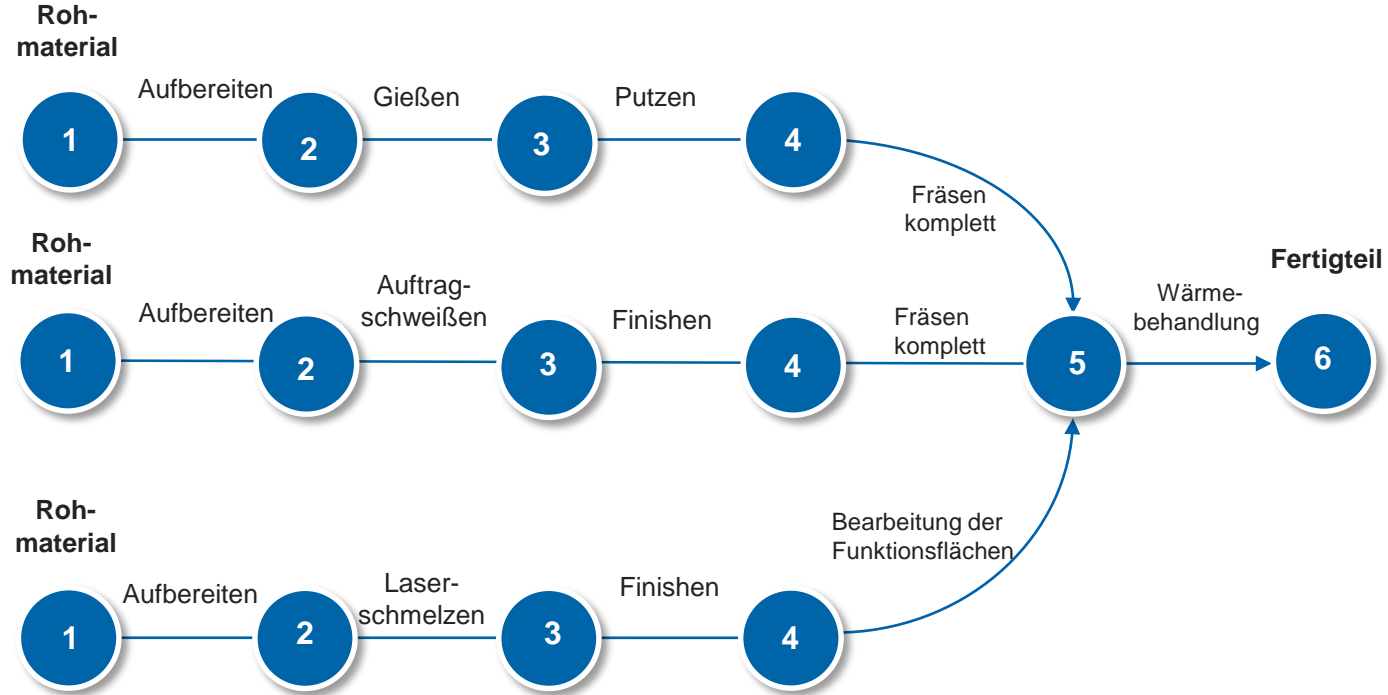 Roh-
material
Aufbereiten
Gießen
Putzen
1
2
3
4
Fräsen
komplett
Roh-
material
Aufbereiten
Auftrag-
schweißen
Finishen
Fräsen
komplett
Wärme-
behandlung
Fertigteil
1
2
3
4
5
6
Roh-
material
Aufbereiten
Laser-
schmelzen
Finishen
Bearbeitung der
Funktionsflächen
1
2
3
4